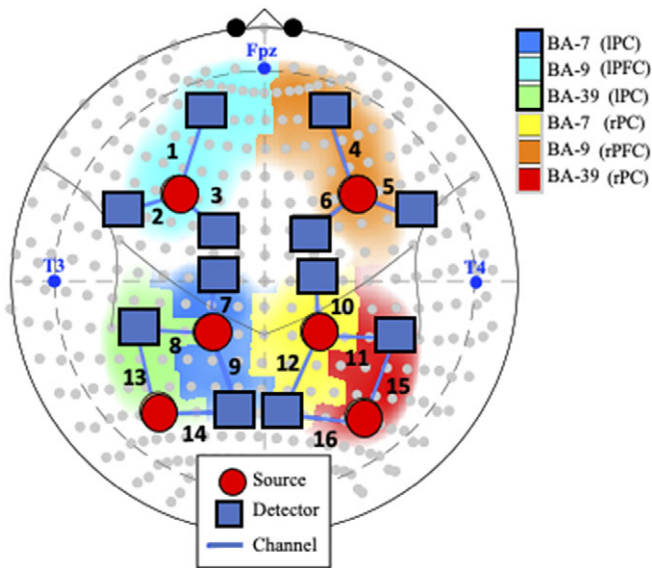 Fpz
BA-7 (lPC)
BA-9 (lPFC)
BA-39 (lPC)
BA-7 (rPC)
BA-9 (rPFC)
BA-39 (rPC)
1
4
2
3
6
5
T3
T4
7
10
8
9
12
11
13
15
14
16
Source
Detector
Channel